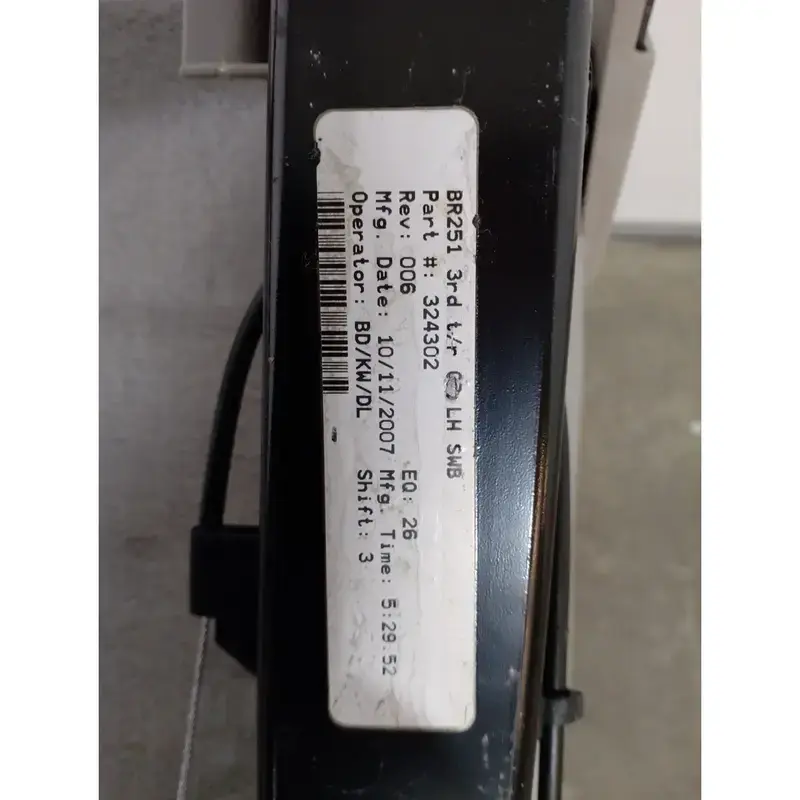 BR251 3rd t/r LH SWB
Part #: 324302
Rev: 006 EQ: 26
Mfg. Date: 10/11/2007 Mfg. Time: 5:29:52
Operator: BD/KW/DL Shift: 3